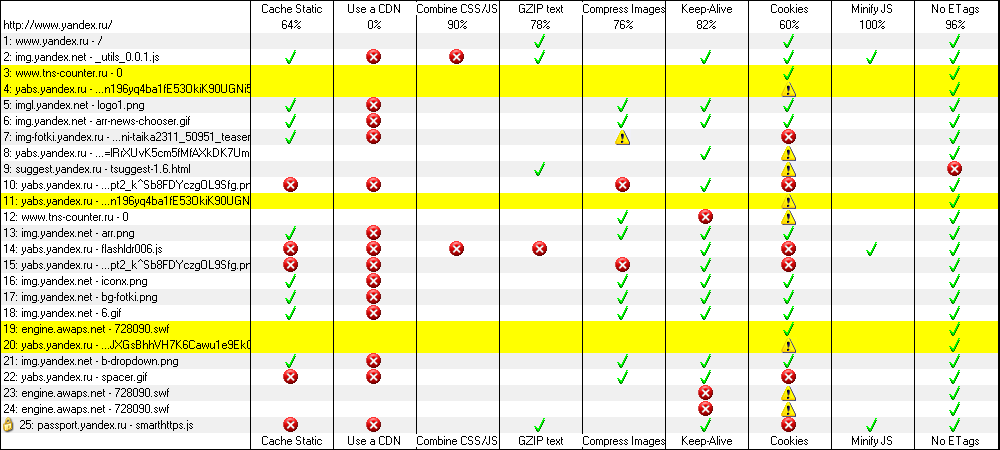 Cache Static Use a CDN Combine CSS/JS GZIP text Compress Images Keep-Alive Cookies Minify JS No ETags
http://www.yandex.ru/ 64% 0% 90% 78% 76% 82% 60% 100% 96%
1: www.yandex.ru - /
2: img.yandex.net - _utils_0.0.1.js
3: www.tns-counter.ru - 0
4: yabs.yandex.ru - ...n196yq4ba1fE53OkiK90UGNi5
5: imgl.yandex.net - logo1.png
6: img.yandex.net - arr-news-chooser.gif
7: img-fotki.yandex.ru - ...ni-taika2311_50951_teaser
8: yabs.yandex.ru - ...=IRrXUvK5cm5fMfAXkDK7Um
9: suggest.yandex.ru - tsuggest-1.6.html
10: yabs.yandex.ru - ...pt2_k^Sb8FDYczgOL9Sfg.pr
11: yabs.yandex.ru - ...n196yq4ba1fE53OkiK90UGN
12: www.tns-counter.ru - 0
13: img.yandex.net - arr.png
14: yabs.yandex.ru - flashldr006.js
15: yabs.yandex.ru - ...pt2_k^Sb8FDYczgOL9Sfg.pr
16: img.yandex.net - iconx.png
17: img.yandex.net - bg-fotki.png
18: img.yandex.net - 6.gif
19: engine.awaps.net - 728090.swf
20: yabs.yandex.ru - ...JXGsBhhVH7K6Cawu1e9Ek0
21: img.yandex.net - b-dropdown.png
22: yabs.yandex.ru - spacer.gif
23: engine.awaps.net - 728090.swf
24: engine.awaps.net - 728090.swf
25: passport.yandex.ru - smarthttps.js
Cache Static Use a CDN Combine CSS/JS GZIP text Compress Images Keep-Alive Cookies Minify JS No ETags